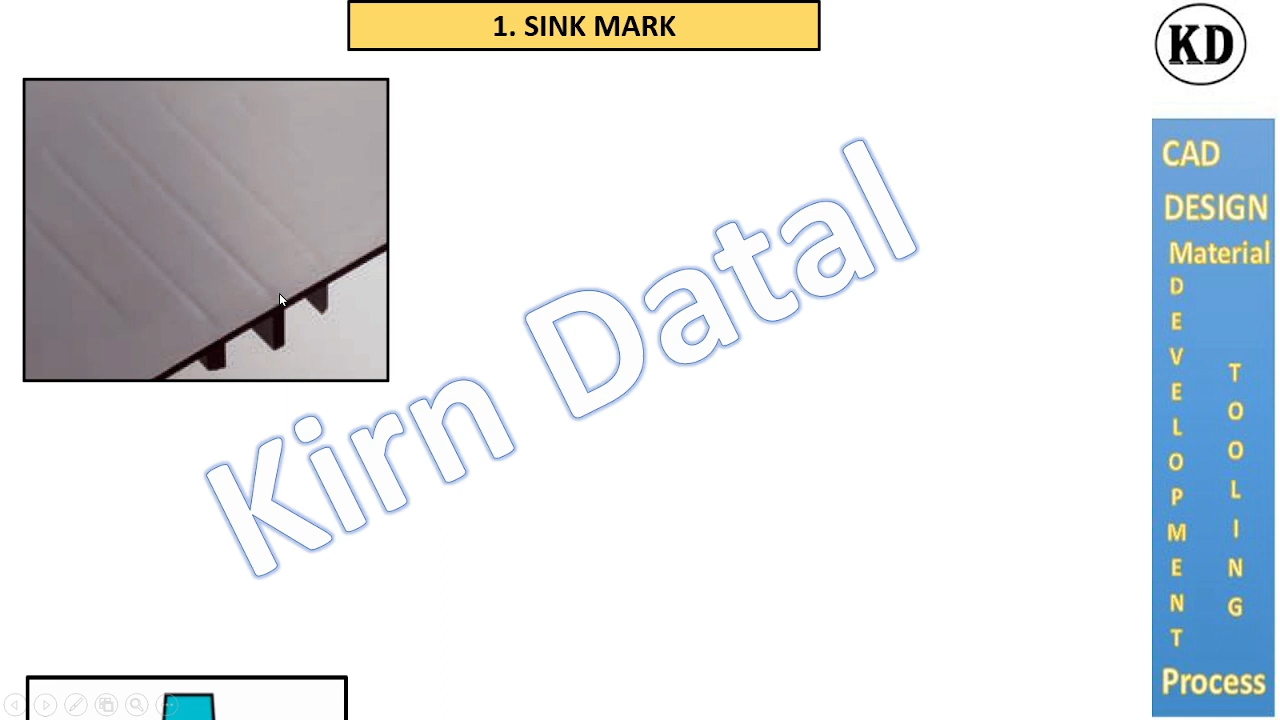 1. SINK MARK
KD
Kirn Datal
CAD
DESIGN
Material
DEVELOPMENT
TOOLING
Process